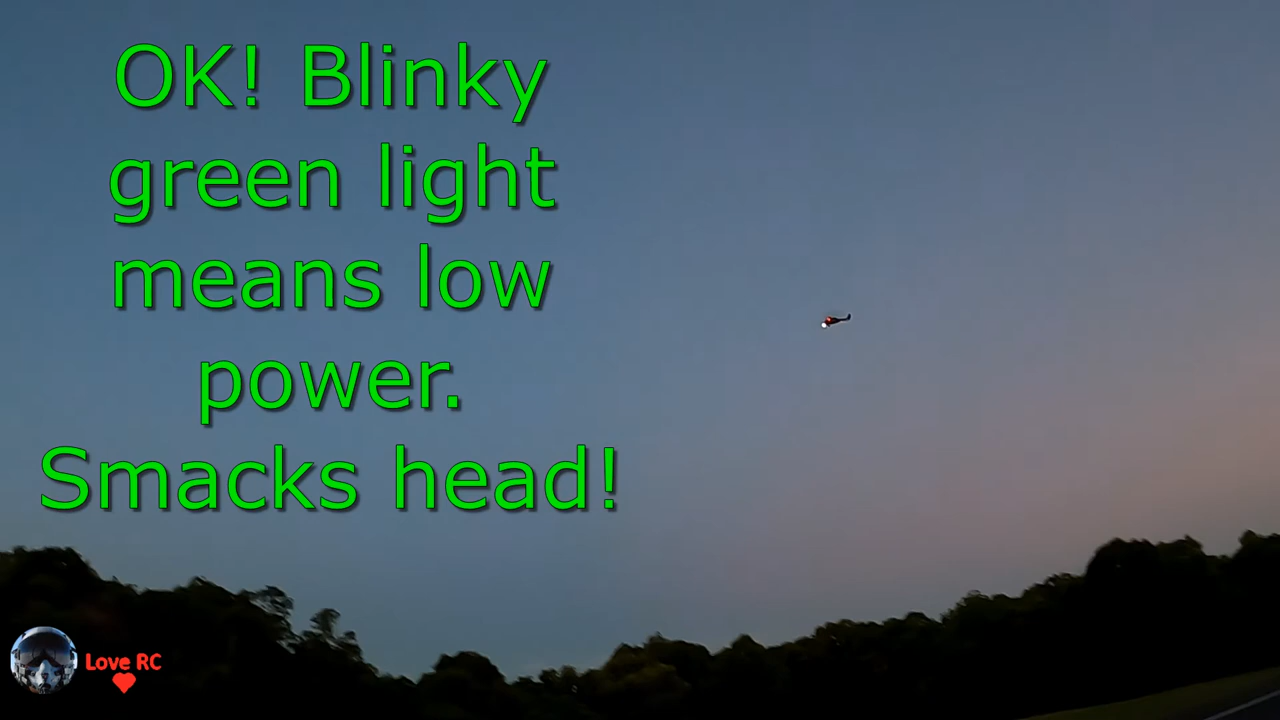 OK! Blinky
green light
means low
power.
Smacks head!
Love RC